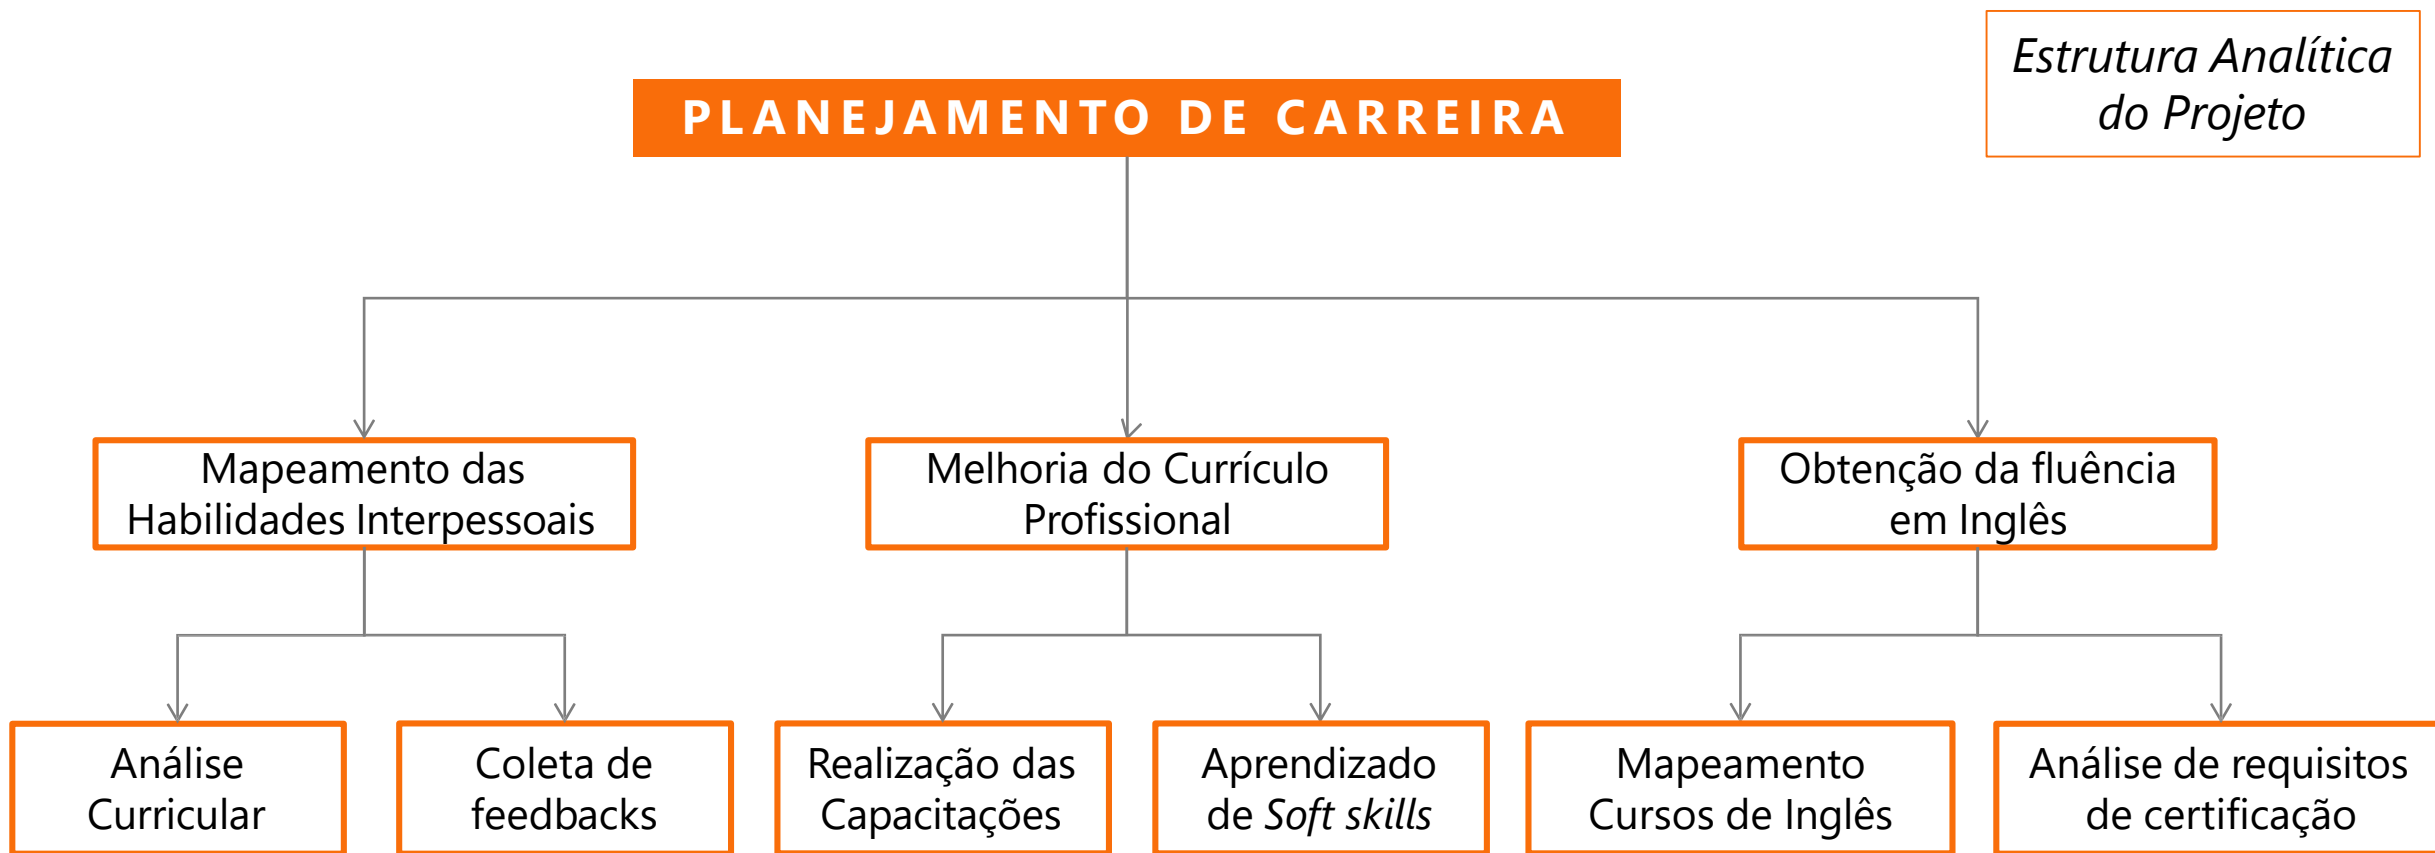 Estrutura Analítica
do Projeto
PLANEJAMENTO DE CARREIRA
Mapeamento das
Habilidades Interpessoais
Melhoria do Currículo
Profissional
Obtenção da fluência
em Inglês
Análise
Curricular
Coleta de
feedbacks
Realização das
Capacitações
Aprendizado
de Soft skills
Mapeamento
Cursos de Inglês
Análise de requisitos
de certificação